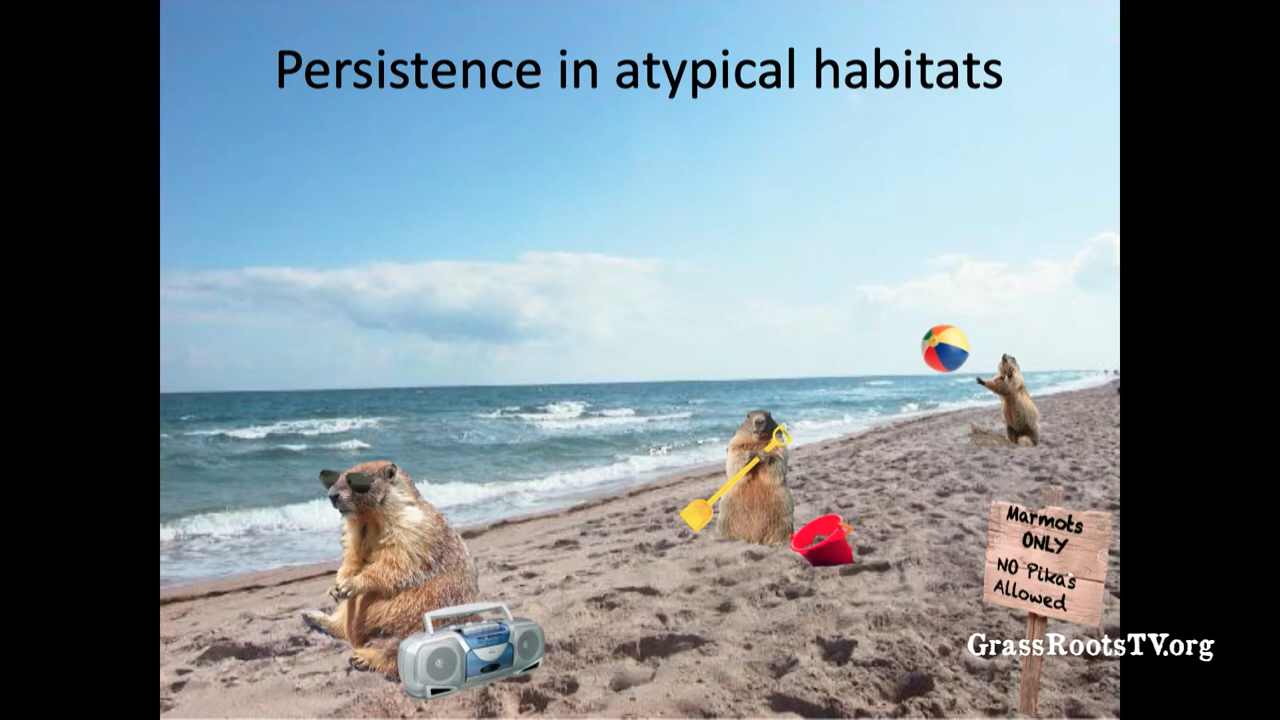 Persistence in atypical habitats
Marmots
ONLY
NO Pika's
Allowed
GrassRootsTV.org